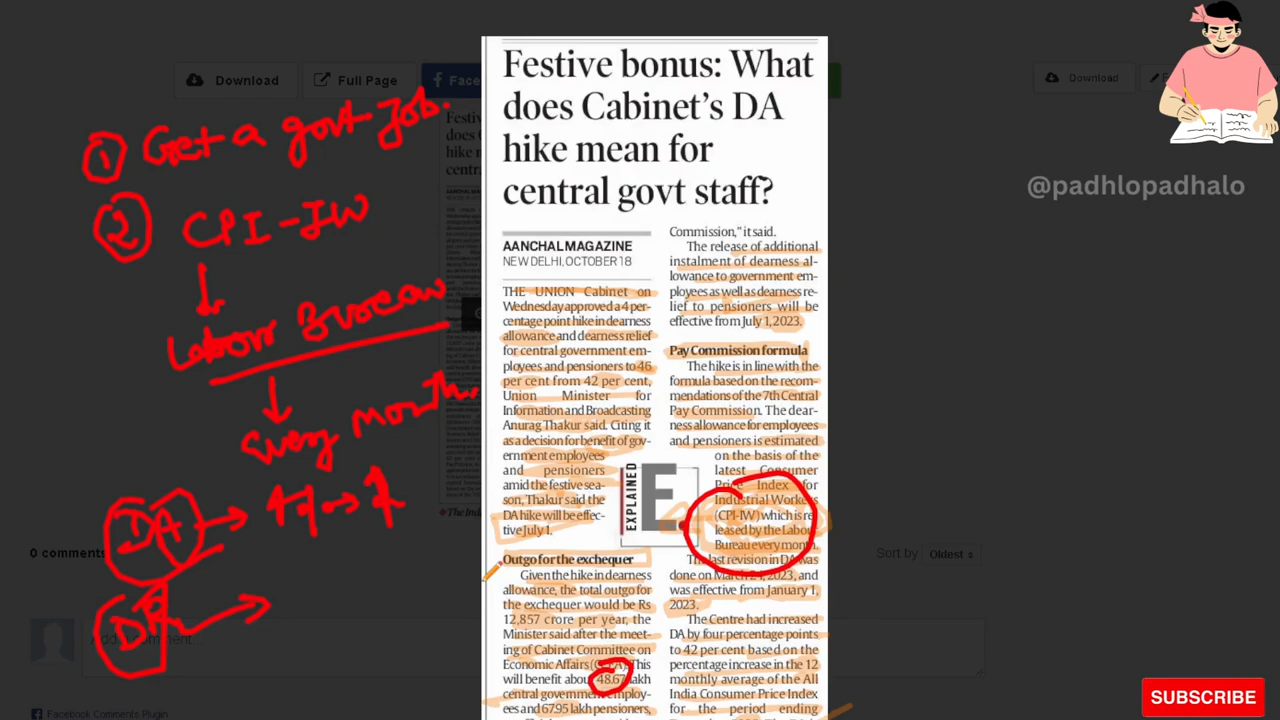 Download
Full Page
Face
Download
Festive bonus: What
does Cabinet's DA
hike mean for
central govt staff?
@padhlopadhalo
① Get a govt Job.
② CPI-IW
Labour Bureau
every month
DA → 4%
DR →
AANCHAL MAGAZINE
NEW DELHI, OCTOBER 18
THE UNION Cabinet on
Wednesday approved a 4 per-
centage point hike in dearness
allowance and dearness relief
for central government em-
ployees and pensioners to 46
per cent from 42 per cent,
Union Minister for
Information and Broadcasting
Anurag Thakur said. Citing it
as a decision for benefit of gov-
ernment employees
and pensioners
amid the festive sea-
son, Thakur said the
DA hike will be effec-
tive July 1.
Outgo for the exchequer
Given the hike in dearness
allowance, the total outgo for
the exchequer would be Rs
12,857 crore per year, the
Minister said after the meet-
ing of Cabinet Committee on
Economic Affairs (CCEA). This
will benefit about 48.67 lakh
central government employ-
ees and 67.95 lakh pensioners,
EXPLAINED
E
Commission," it said.
The release of additional
instalment of dearness al-
lowance to government em-
ployees as well as dearness re-
lief to pensioners will be
effective from July 1, 2023.
Pay Commission formula
The hike is in line with the
formula based on the recom-
mendations of the 7th Central
Pay Commission. The dear-
ness allowance for employees
and pensioners is estimated
on the basis of the
latest Consumer
Price Index for
Industrial Workers
(CPI-IW) which is re-
leased by the Labour
Bureau every month.
The last revision in DA was
done on March 24, 2023, and
was effective from January 1,
2023.
The Centre had increased
DA by four percentage points
to 42 per cent based on the
percentage increase in the 12
monthly average of the All
India Consumer Price Index
for the period ending
0 comments
Sort by Oldest
Add a comment...
Facebook Comments Plugin
SUBSCRIBE